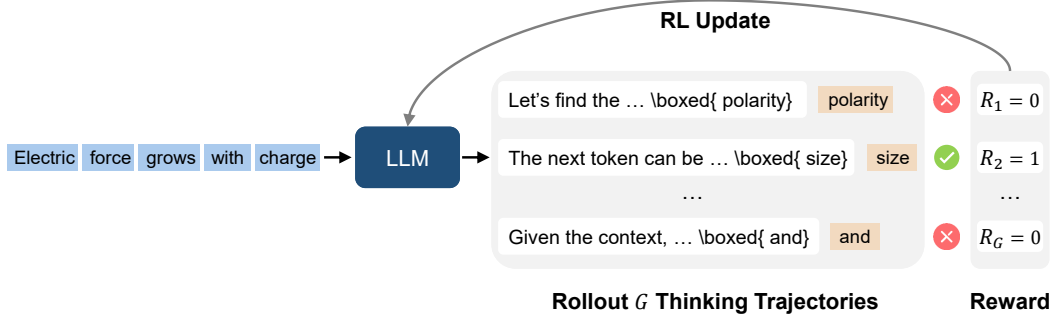 RL Update
Let's find the … \boxed{ polarity} polarity R₁ = 0
Electric force grows with charge LLM The next token can be … \boxed{ size} size R₂ = 1
… …
Given the context, … \boxed{ and} and R_G = 0
Rollout G Thinking Trajectories Reward